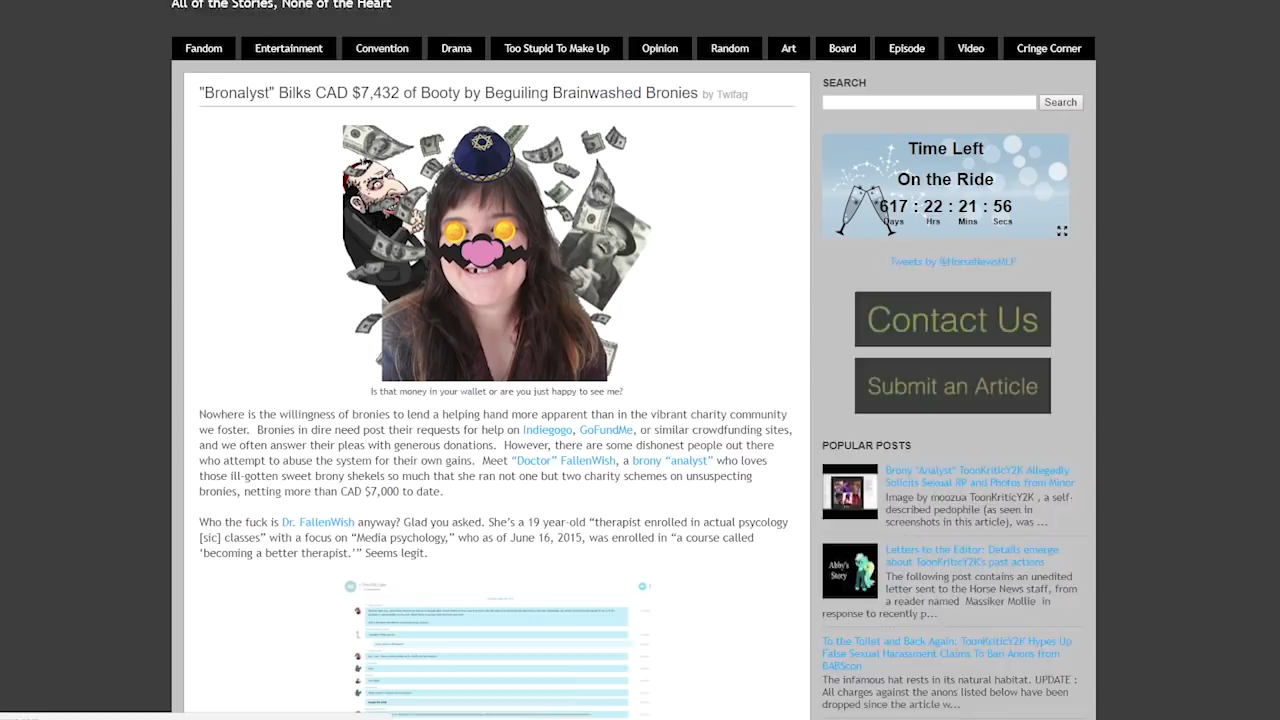 All of the Stories, None of the Heart
Fandom Entertainment Convention Drama Too Stupid To Make Up Opinion Random Art Board Episode Video Cringe Corner
"Bronalyst" Bilks CAD $7,432 of Booty by Beguiling Brainwashed Bronies by Twifag
Is that money in your wallet or are you just happy to see me?
Nowhere is the willingness of bronies to lend a helping hand more apparent than in the vibrant charity community
we foster. Bronies in dire need post their requests for help on Indiegogo, GoFundMe, or similar crowdfunding sites,
and we often answer their pleas with generous donations. However, there are some dishonest people out there
who attempt to abuse the system for their own gains. Meet “Doctor” FallenWish, a brony “analyst” who loves
those ill-gotten sweet brony shekels so much that she ran not one but two charity schemes on unsuspecting
bronies, netting more than CAD $7,000 to date.
Who the fuck is Dr. FallenWish anyway? Glad you asked. She’s a 19 year-old “therapist enrolled in actual psycology
[sic] classes” with a focus on “Media psychology,” who as of June 16, 2015, was enrolled in “a course called
‘becoming a better therapist.’” Seems legit.
SEARCH
Search
Time Left
On the Ride
617 : 22 : 21 : 56
Days Hrs Mins Secs
Tweets by @HorseNewsMLP
Contact Us
Submit an Article
POPULAR POSTS
Brony "Analyst" ToonKriticY2K Allegedly
Solicits Sexual RP and Photos from Minor
Image by moozua ToonKriticY2K , a self-
described pedophile (as seen in
screenshots in this article), was ...
Abby's
Story
Letters to the Editor: Details emerge
about ToonKriticY2K's past actions
The following post contains an unedited
letter sent to the Horse News staff, from
a reader named Massiker Mollie in
response to recently p...
To the Toilet and Back Again: ToonKriticY2K Hypes Up
False Sexual Harassment Claims To Ban Anons from
BABScon
The infamous hat rests in its natural habitat. UPDATE :
All charges against the anons listed below have been
dropped since the article w...